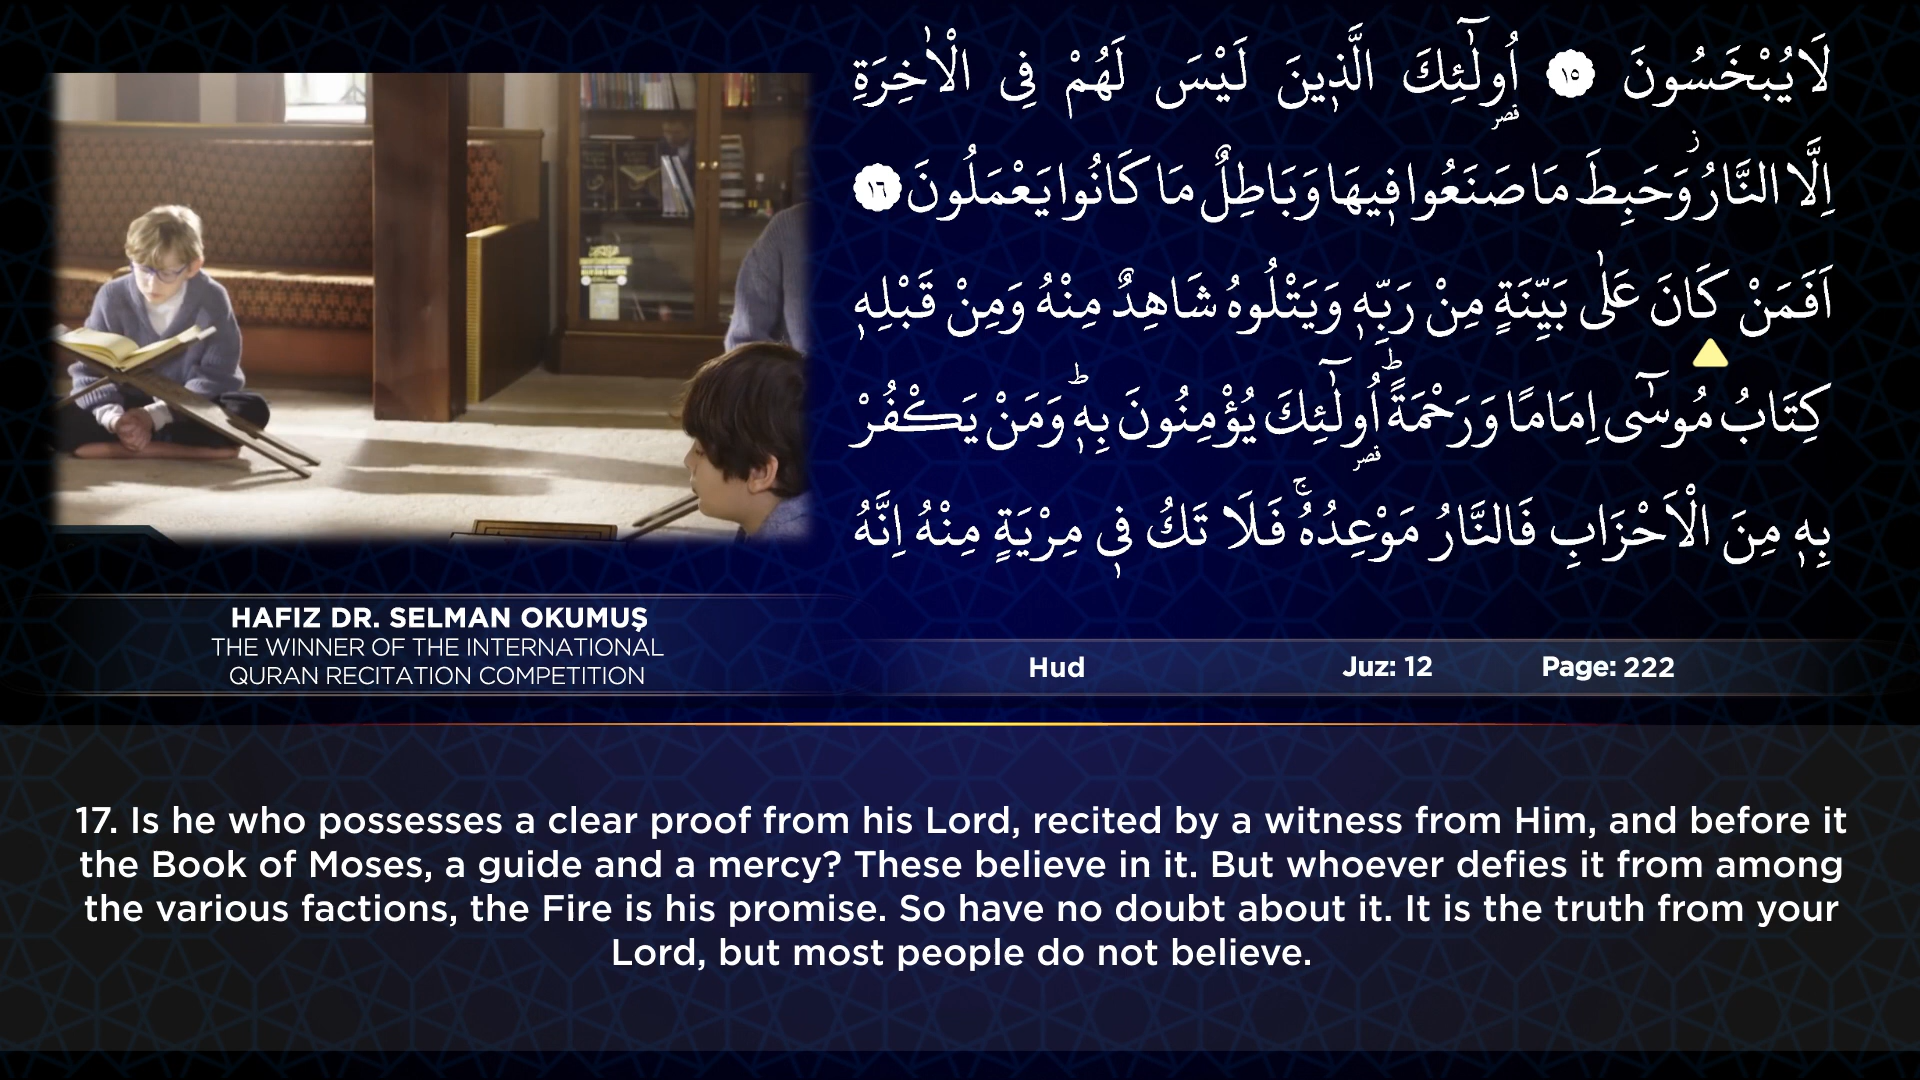 لَا يُبْخَسُونَ ١٥ اُو۬لٰٓئِكَ الَّذ۪ينَ لَيْسَ لَهُمْ فِى الْاٰخِرَةِ
قصر
اِلَّا النَّارُۘ وَحَبِطَ مَا صَنَعُوا ف۪يهَا وَبَاطِلٌ مَا كَانُوا يَعْمَلُونَ ١٦
اَفَمَنْ كَانَ عَلٰى بَيِّنَةٍ مِنْ رَبِّه۪ وَيَتْلُوهُ شَاهِدٌ مِنْهُ وَمِنْ قَبْلِه۪
كِتَابُ مُوسٰٓى اِمَامًا وَرَحْمَةًۜ اُو۬لٰٓئِكَ يُؤْمِنُونَ بِه۪ۜ وَمَنْ يَكْفُرْ
قصر
بِه۪ مِنَ الْاَحْزَابِ فَالنَّارُ مَوْعِدُهُۚ فَلَا تَكُ ف۪ى مِرْيَةٍ مِنْهُ اِنَّهُ
HAFIZ DR. SELMAN OKUMUŞ
THE WINNER OF THE INTERNATIONAL
QURAN RECITATION COMPETITION
Hud Juz: 12 Page: 222
17. Is he who possesses a clear proof from his Lord, recited by a witness from Him, and before it
the Book of Moses, a guide and a mercy? These believe in it. But whoever defies it from among
the various factions, the Fire is his promise. So have no doubt about it. It is the truth from your
Lord, but most people do not believe.